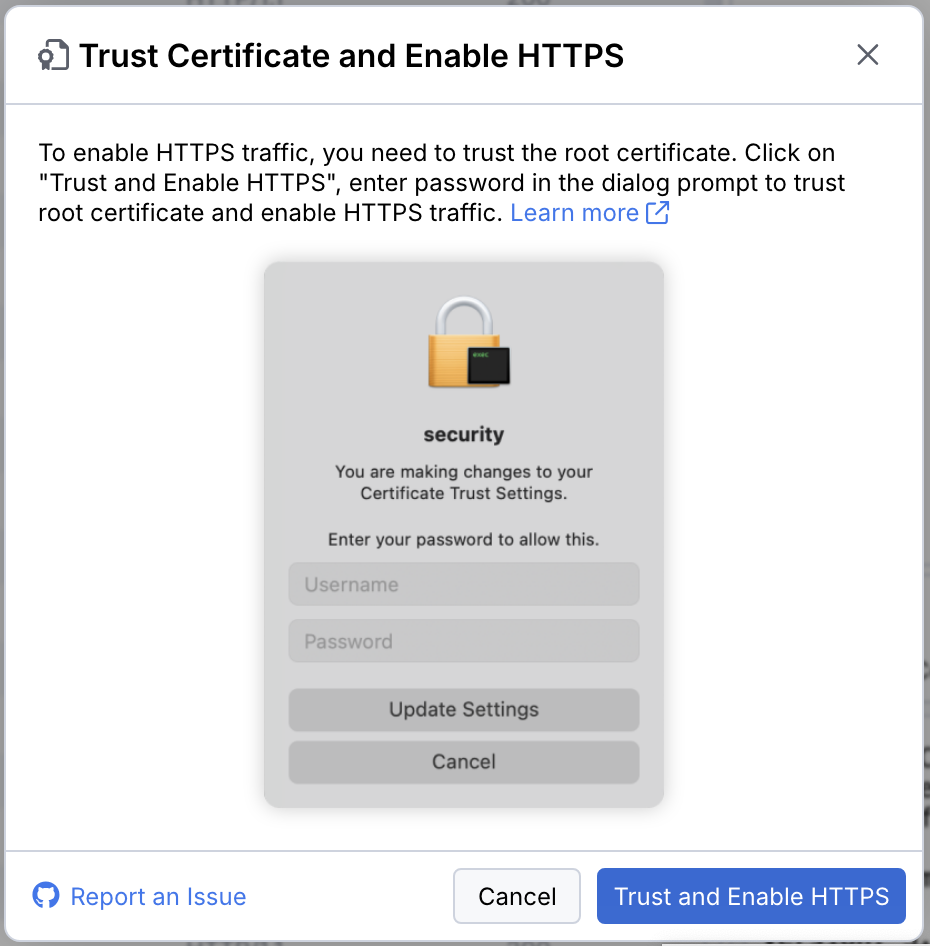 Trust Certificate and Enable HTTPS
To enable HTTPS traffic, you need to trust the root certificate. Click on
"Trust and Enable HTTPS", enter password in the dialog prompt to trust
root certificate and enable HTTPS traffic. Learn more
exec
security
You are making changes to your
Certificate Trust Settings.
Enter your password to allow this.
Username
Password
Update Settings
Cancel
Report an Issue
Cancel
Trust and Enable HTTPS